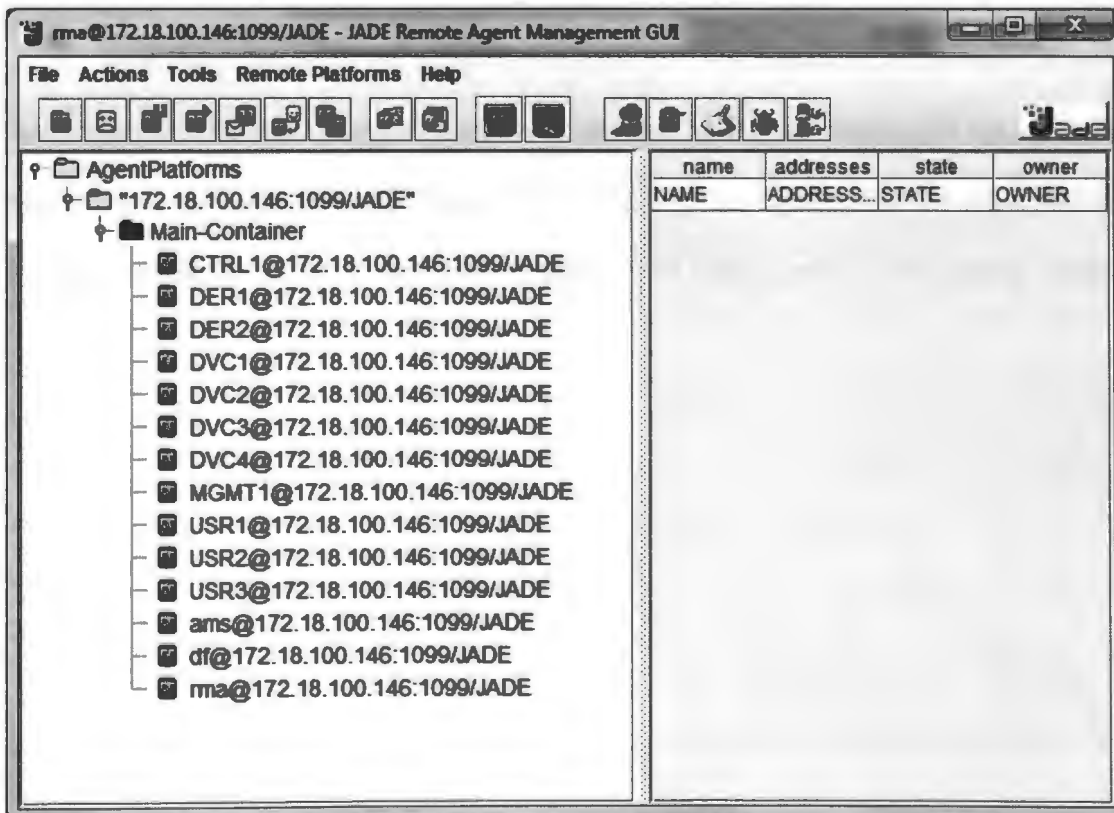 rma@172.18.100.146:1099/JADE - JADE Remote Agent Management GUI
File Actions Tools Remote Platforms Help
Jade
AgentPlatforms
"172.18.100.146:1099/JADE"
Main-Container
CTRL1@172.18.100.146:1099/JADE
DER1@172.18.100.146:1099/JADE
DER2@172.18.100.146:1099/JADE
DVC1@172.18.100.146:1099/JADE
DVC2@172.18.100.146:1099/JADE
DVC3@172.18.100.146:1099/JADE
DVC4@172.18.100.146:1099/JADE
MGMT1@172.18.100.146:1099/JADE
USR1@172.18.100.146:1099/JADE
USR2@172.18.100.146:1099/JADE
USR3@172.18.100.146:1099/JADE
ams@172.18.100.146:1099/JADE
df@172.18.100.146:1099/JADE
rma@172.18.100.146:1099/JADE
name addresses state owner
NAME ADDRESS... STATE OWNER